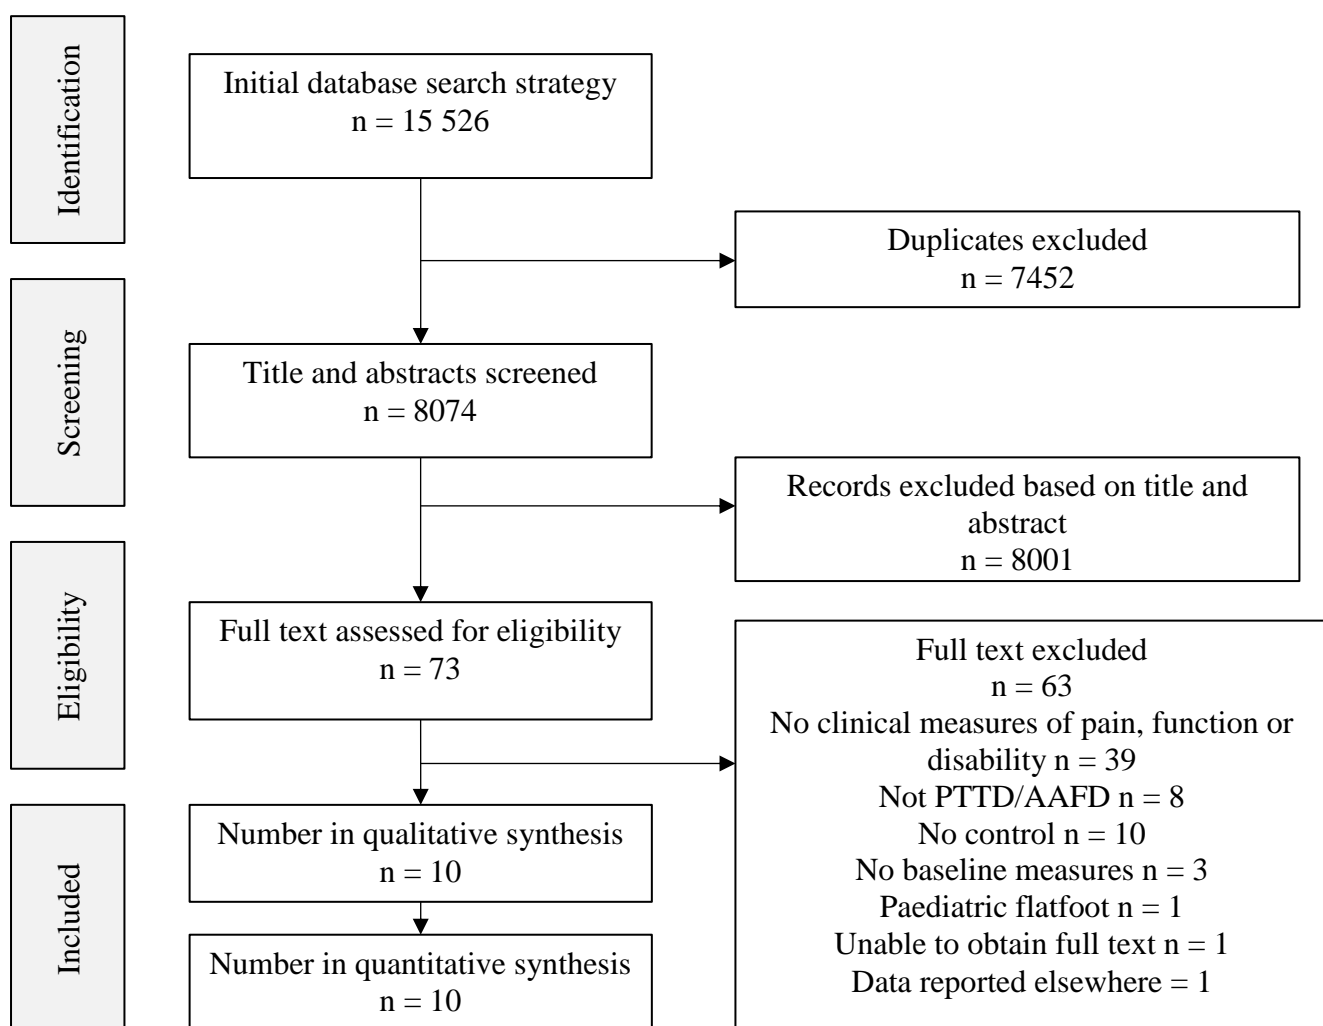 Identification
Initial database search strategy
n = 15 526
Duplicates excluded
n = 7452
Screening
Title and abstracts screened
n = 8074
Records excluded based on title and
abstract
n = 8001
Eligibility
Full text assessed for eligibility
n = 73
Full text excluded
n = 63
No clinical measures of pain, function or
disability n = 39
Not PTTD/AAFD n = 8
No control n = 10
No baseline measures n = 3
Paediatric flatfoot n = 1
Unable to obtain full text n = 1
Data reported elsewhere = 1
Included
Number in qualitative synthesis
n = 10
Number in quantitative synthesis
n = 10